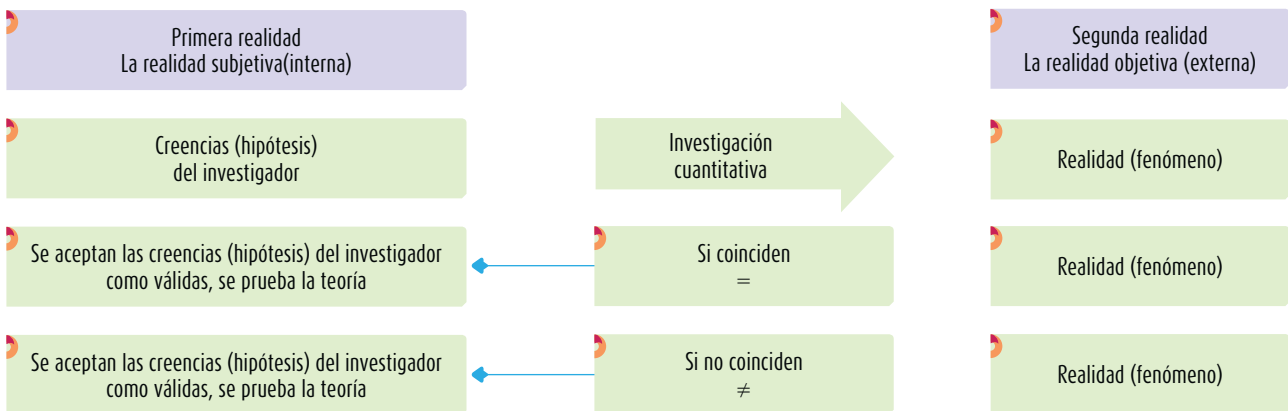 Primera realidad
La realidad subjetiva(interna)
Segunda realidad
La realidad objetiva (externa)
Creencias (hipótesis)
del investigador
Investigación
cuantitativa
Realidad (fenómeno)
Se aceptan las creencias (hipótesis) del investigador
como válidas, se prueba la teoría
Si coinciden
=
Realidad (fenómeno)
Se aceptan las creencias (hipótesis) del investigador
como válidas, se prueba la teoría
Si no coinciden
≠
Realidad (fenómeno)